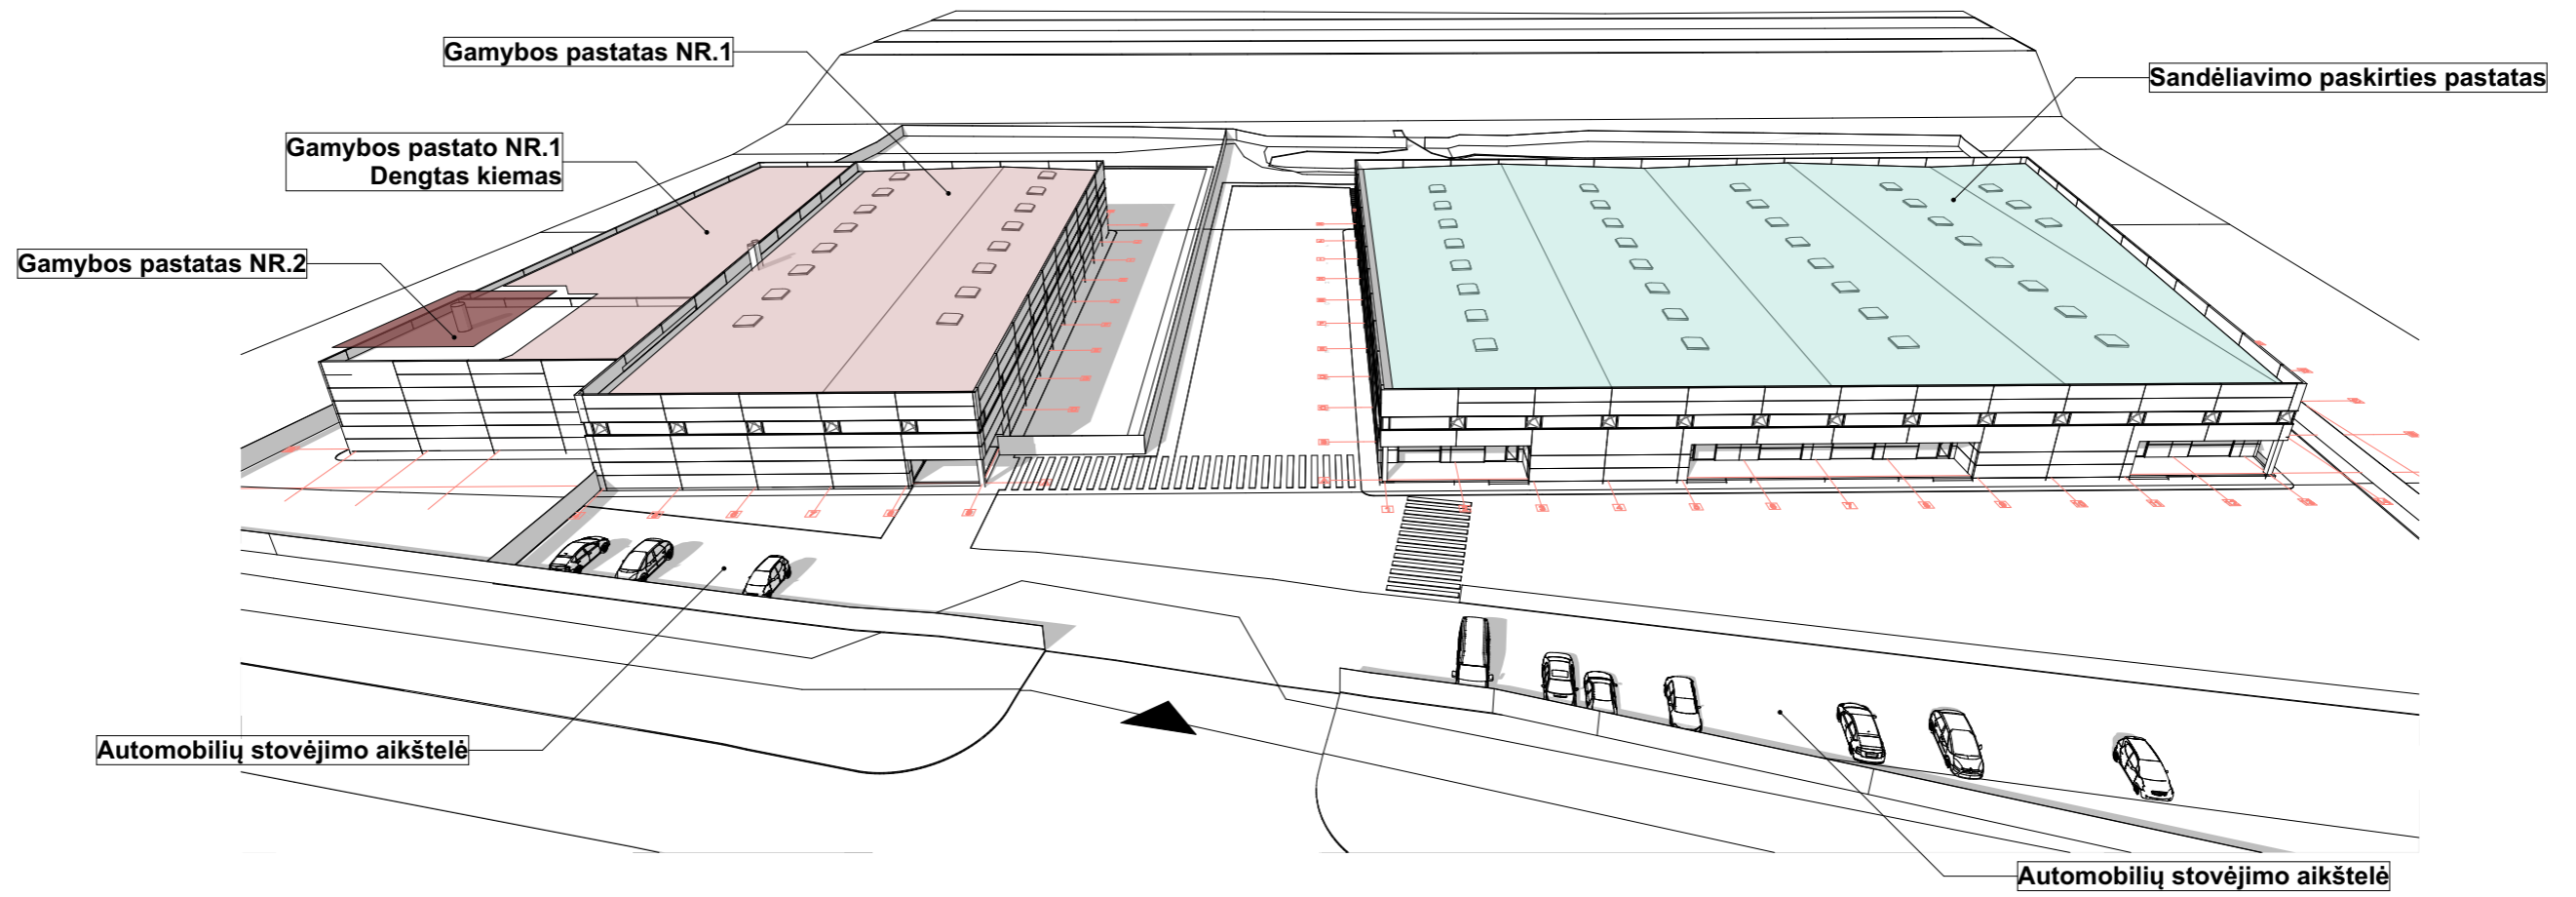 Gamybos pastatas NR.1
Sandėliavimo paskirties pastatas
Gamybos pastato NR.1
Dengtas kiemas
Gamybos pastatas NR.2
Automobilių stovėjimo aikštelė
Automobilių stovėjimo aikštelė